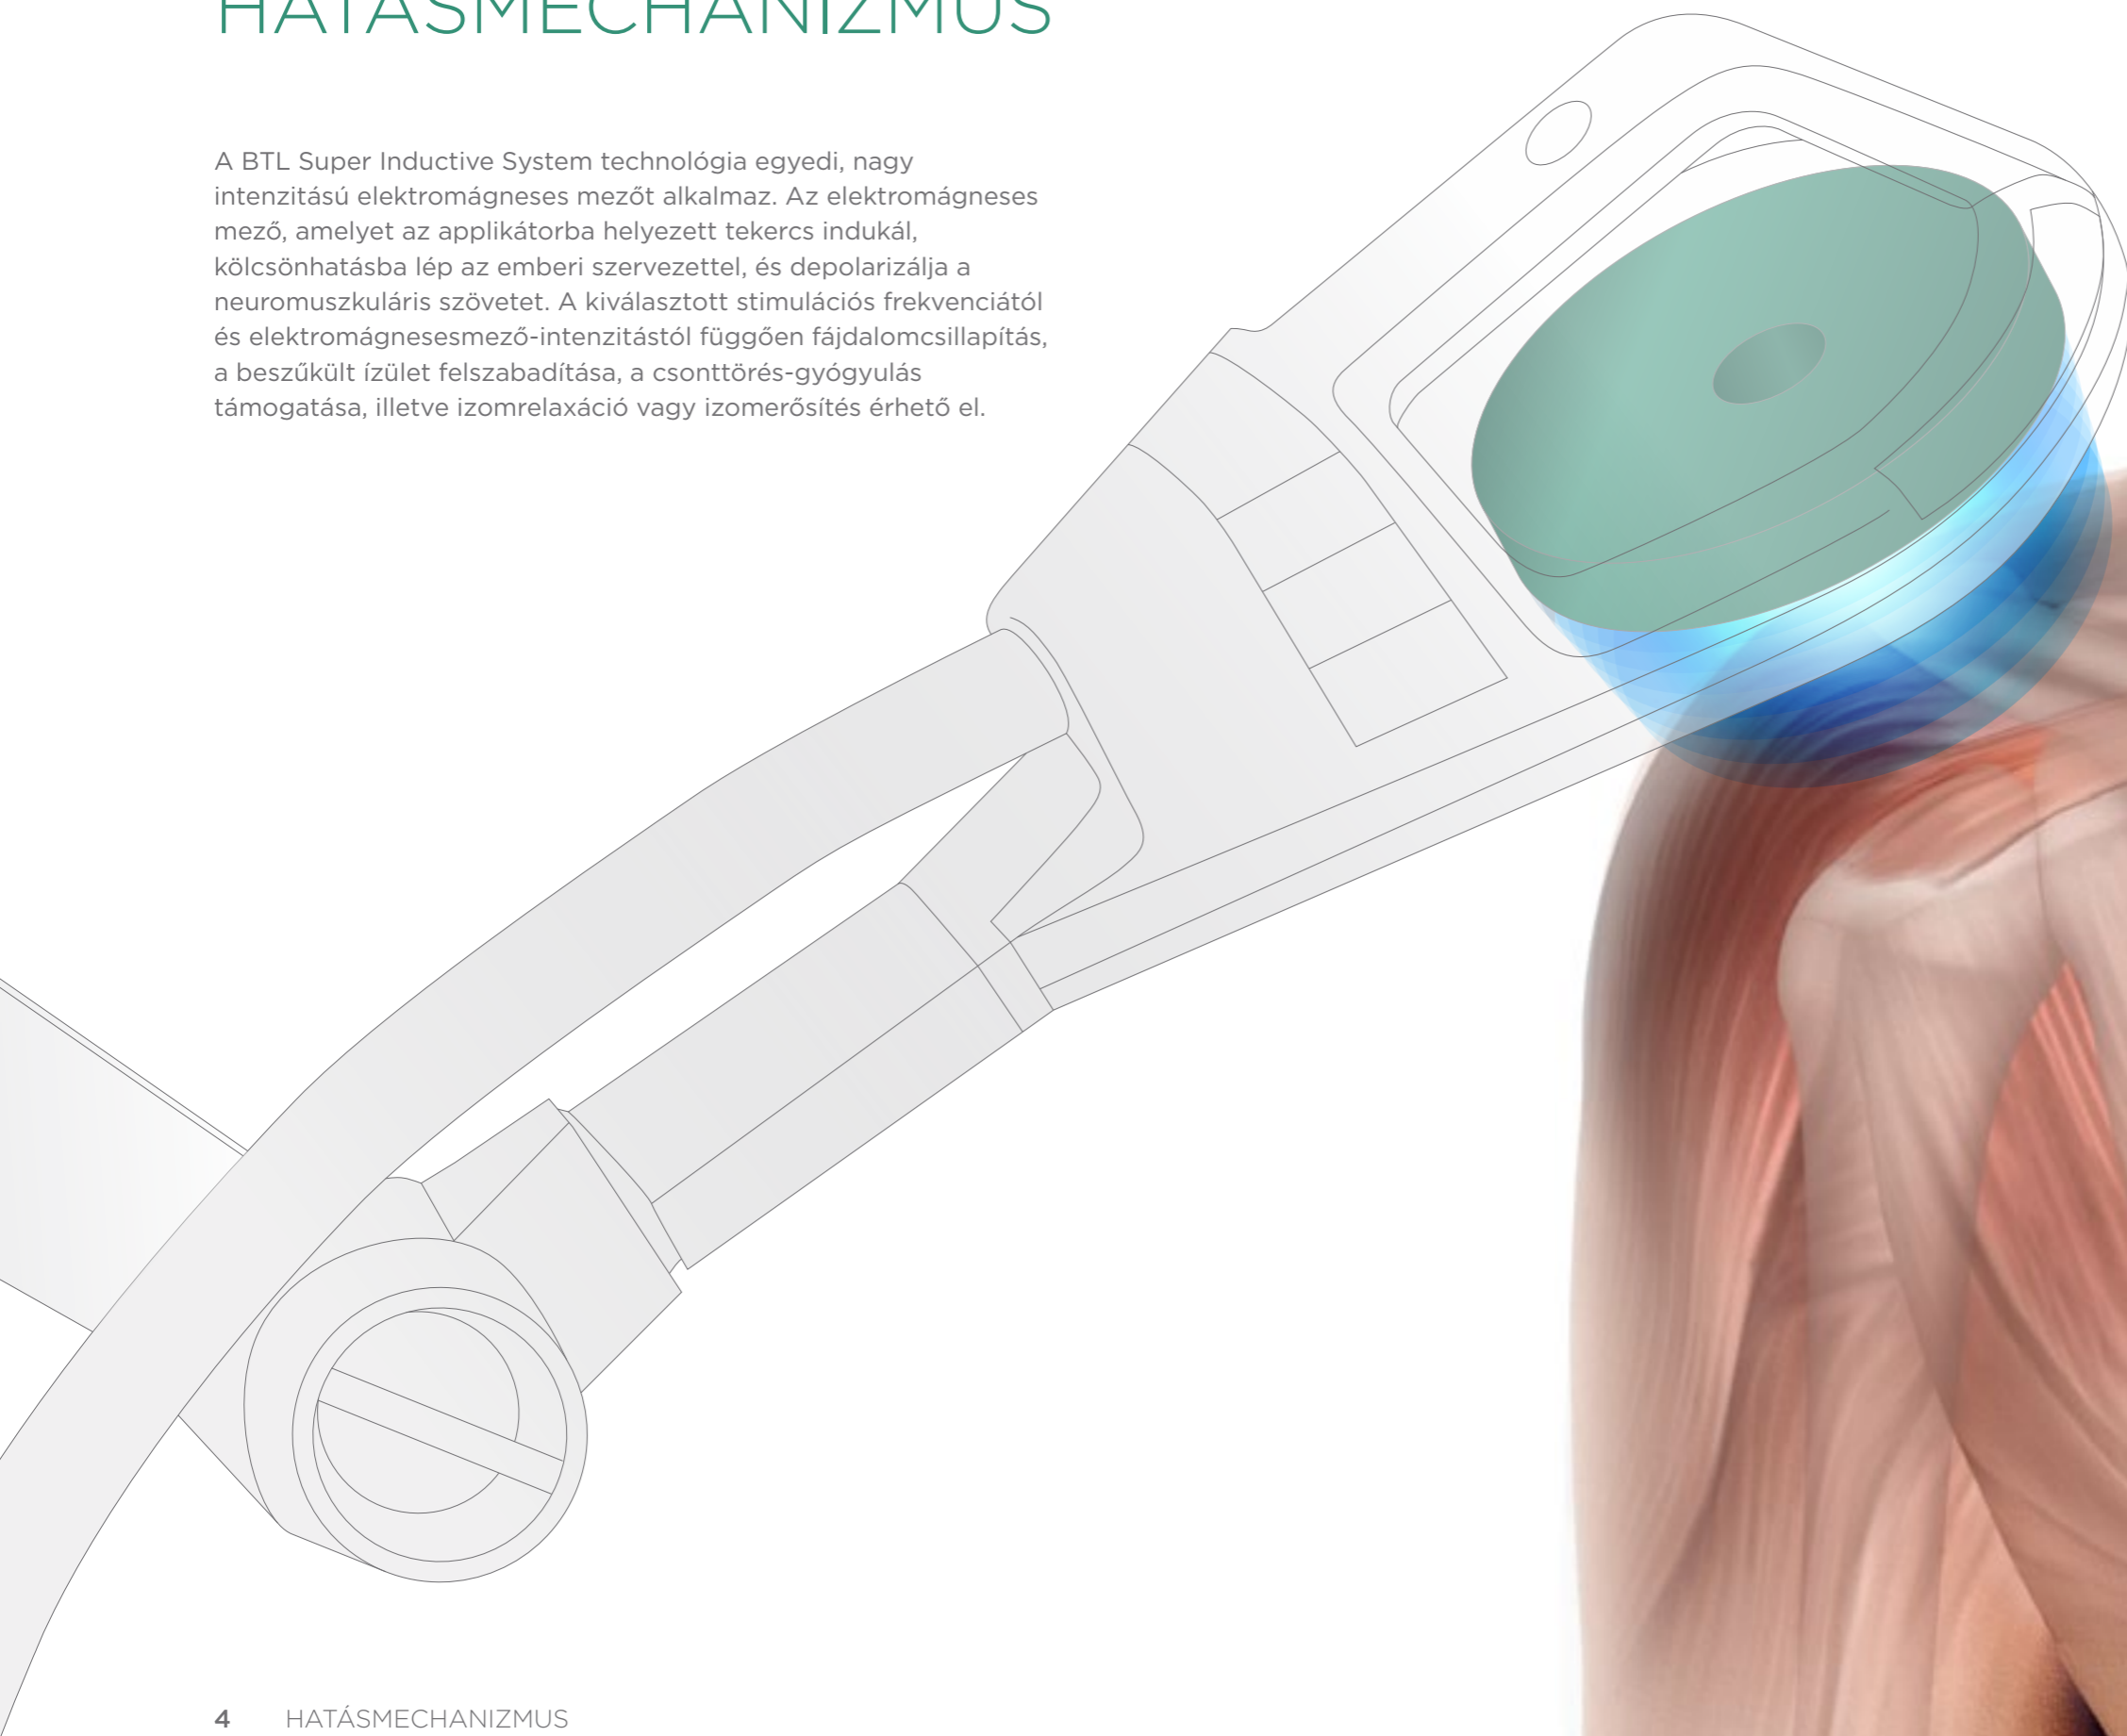 HATÁSMECHANIZMUS
A BTL Super Inductive System technológia egyedi, nagy
intenzitású elektromágneses mezőt alkalmaz. Az elektromágneses
mező, amelyet az applikátorba helyezett tekercs indukál,
kölcsönhatásba lép az emberi szervezettel, és depolarizálja a
neuromuszkuláris szövetet. A kiválasztott stimulációs frekvenciától
és elektromágnesesmező-intenzitástól függően fájdalomcsillapítás,
a beszűkült ízület felszabadítása, a csonttörés-gyógyulás
támogatása, illetve izomrelaxáció vagy izomerősítés érhető el.
4 HATÁSMECHANIZMUS